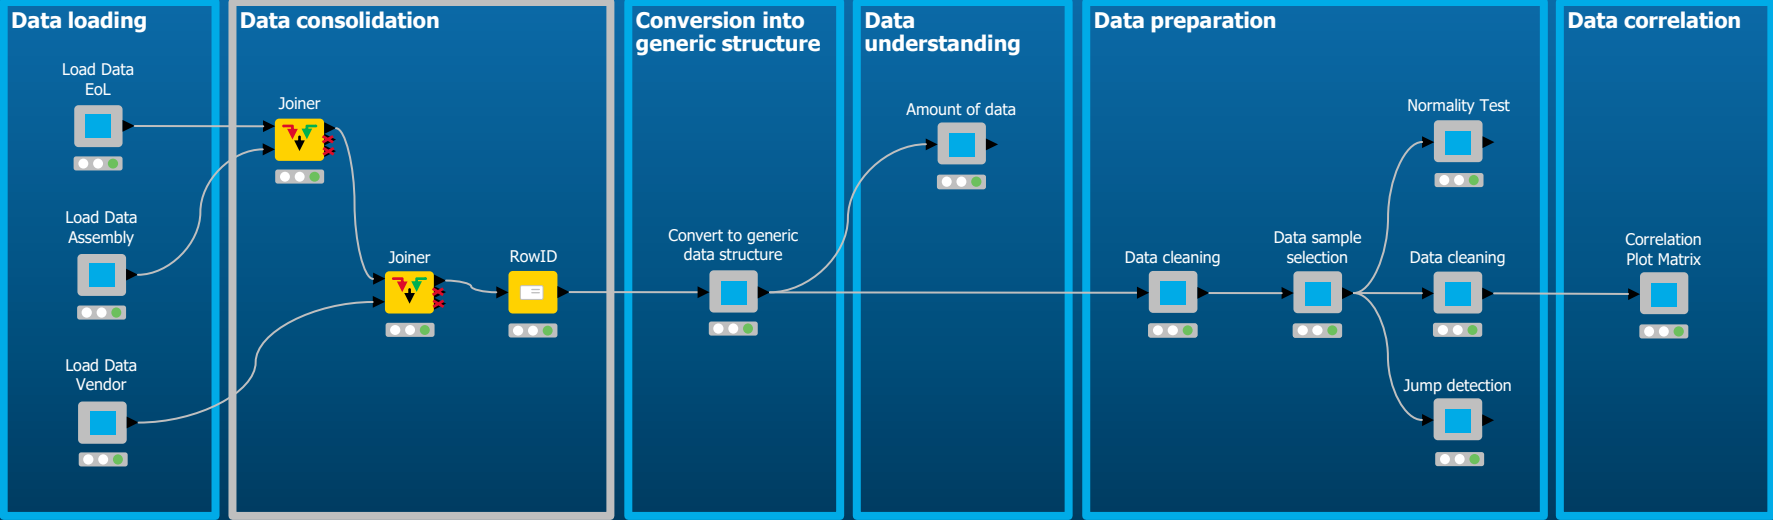 Data loading
Load Data
EoL
Load Data
Assembly
Load Data
Vendor
Data consolidation
Joiner
Joiner
RowID
Conversion into
generic structure
Convert to generic
data structure
Data
understanding
Amount of data
Data preparation
Data cleaning
Data sample
selection
Normality Test
Data cleaning
Jump detection
Data correlation
Correlation
Plot Matrix